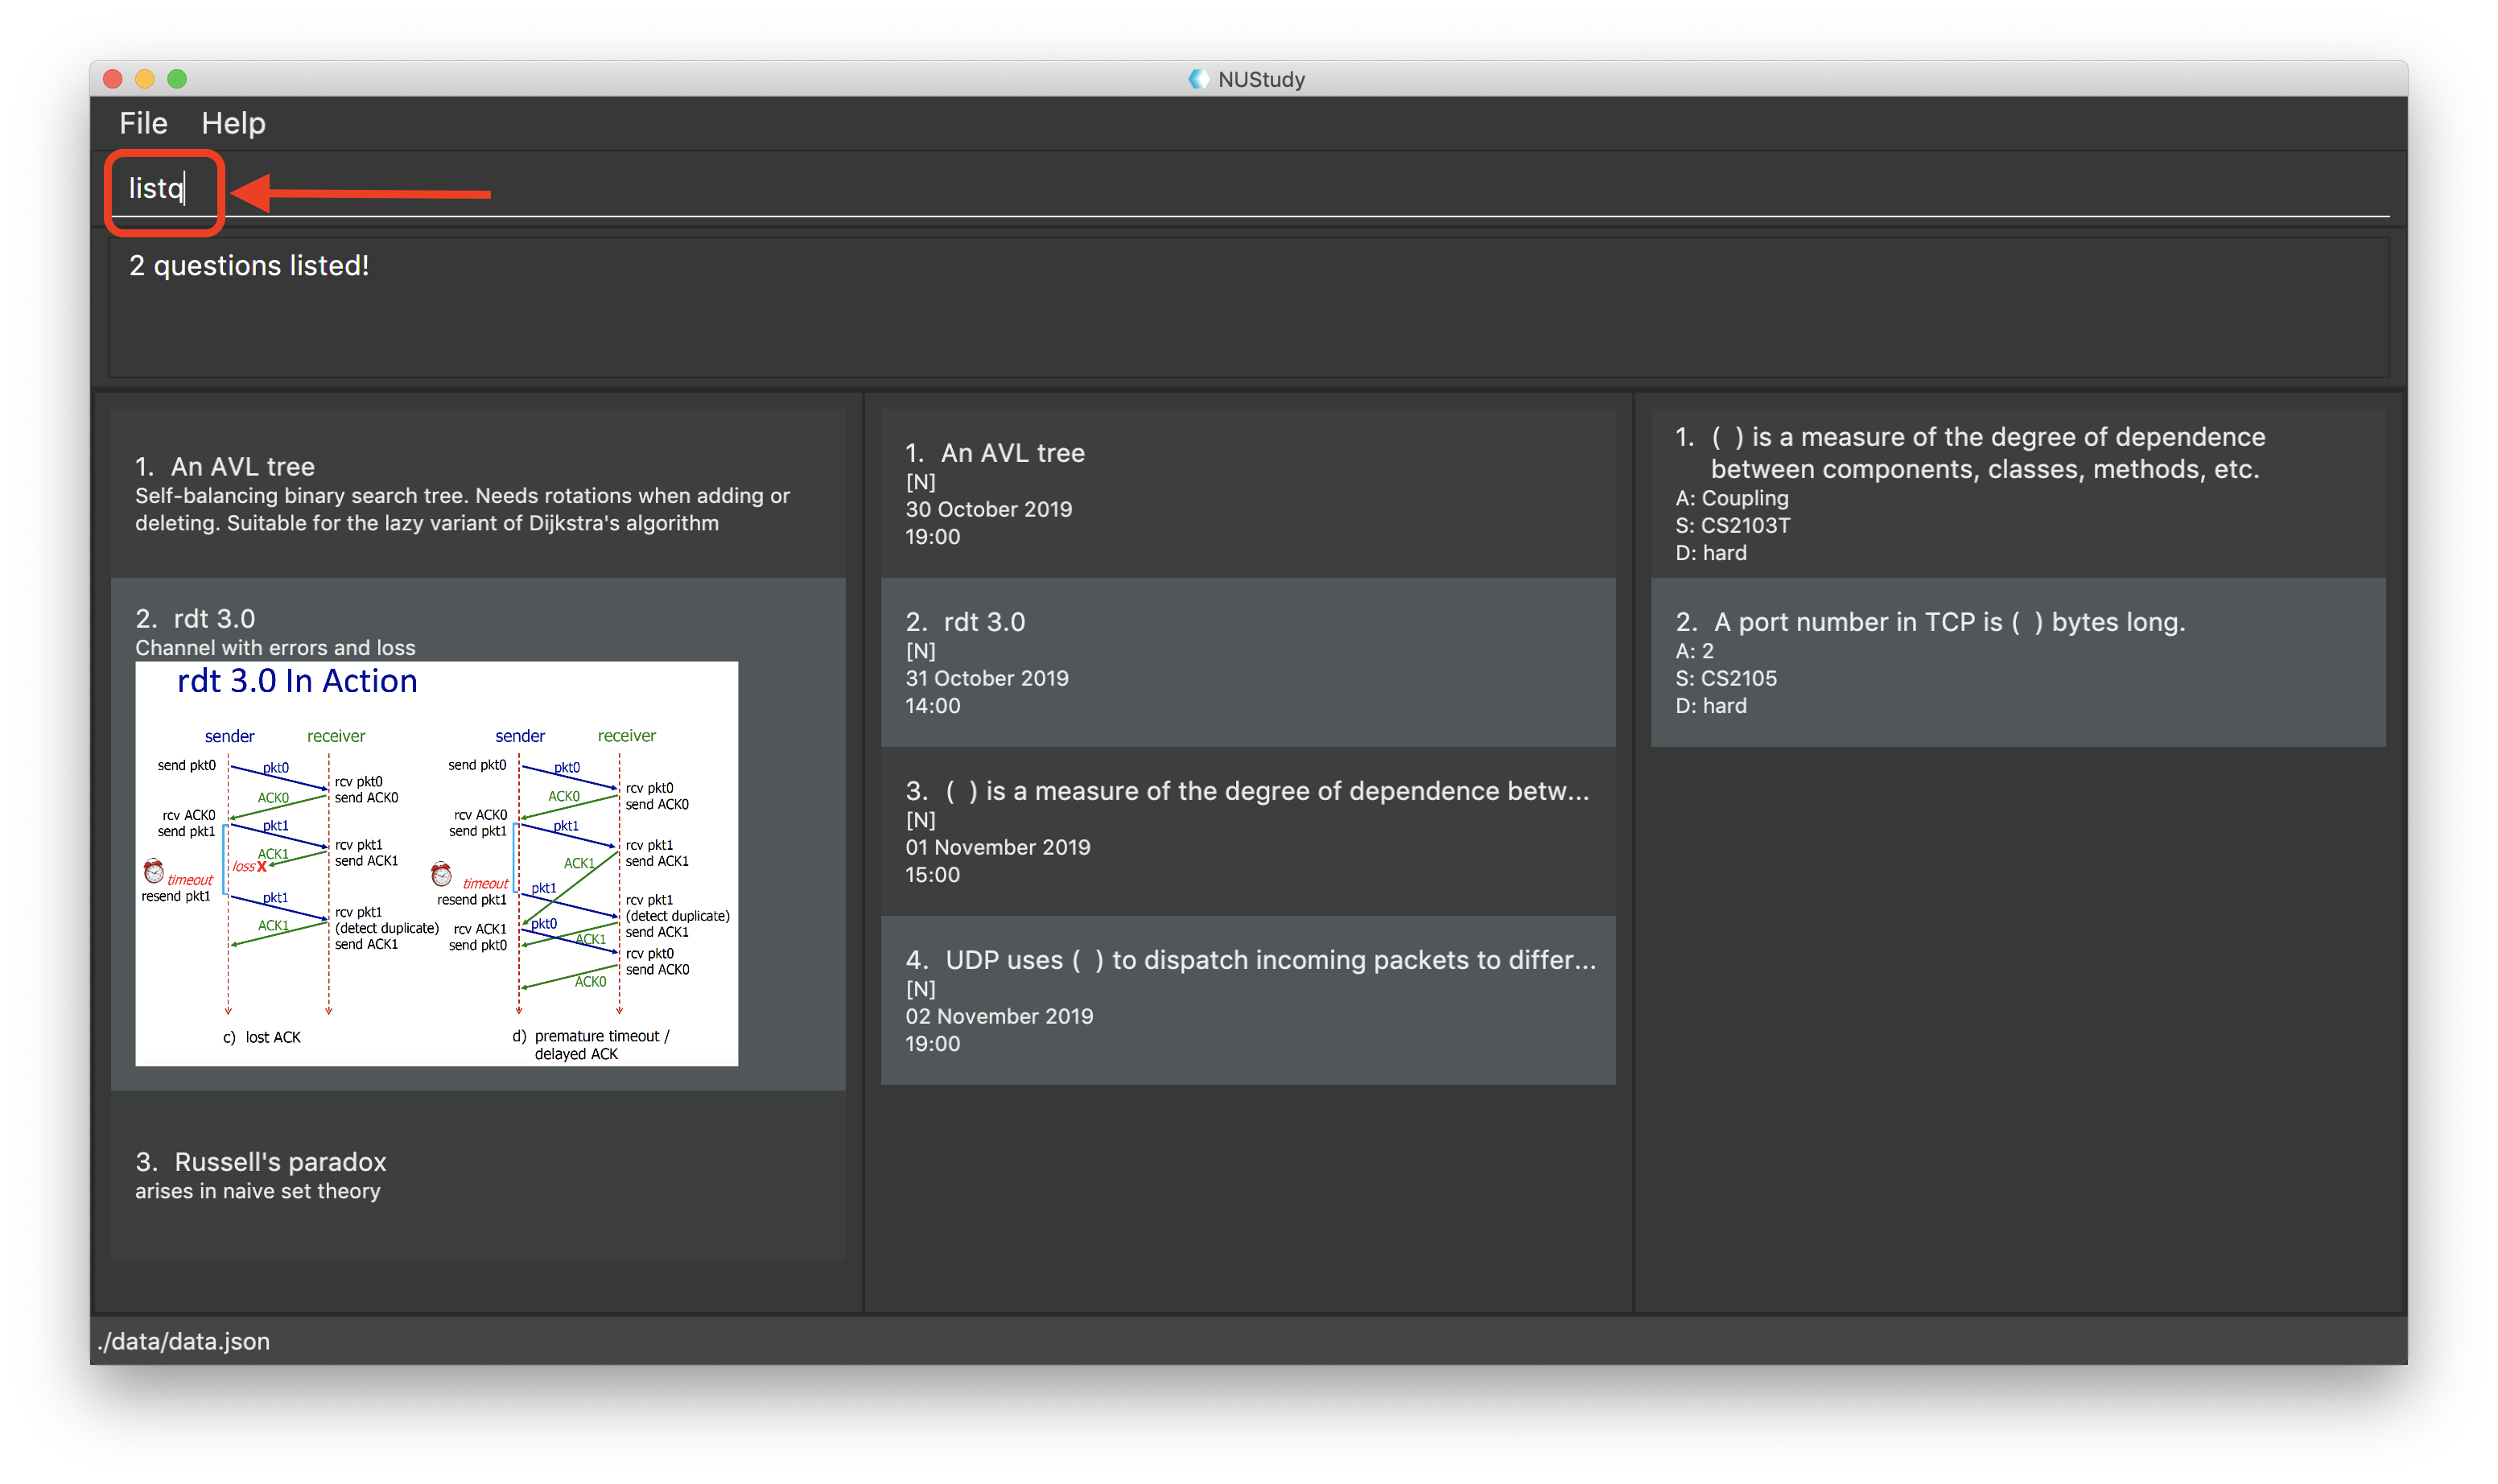 NUStudy
File Help
listq
2 questions listed!
1. An AVL tree
Self-balancing binary search tree. Needs rotations when adding or
deleting. Suitable for the lazy variant of Dijkstra's algorithm
2. rdt 3.0
Channel with errors and loss
rdt 3.0 In Action
sender receiver
send pkt0
pkt0
rcv pkt0
send ACK0
ACK0
rcv ACK0
send pkt1
pkt1
rcv pkt1
send ACK1
ACK1
loss X
timeout
resend pkt1
pkt1
rcv pkt1
(detect duplicate)
send ACK1
ACK1
c) lost ACK
sender receiver
send pkt0
pkt0
rcv pkt0
send ACK0
ACK0
rcv ACK0
send pkt1
pkt1
rcv pkt1
send ACK1
ACK1
timeout
resend pkt1
pkt1
rcv pkt1
(detect duplicate)
send ACK1
rcv ACK1
send pkt0
pkt0
ACK1
rcv pkt0
send ACK0
ACK0
d) premature timeout /
delayed ACK
3. Russell's paradox
arises in naive set theory
1. An AVL tree
[N]
30 October 2019
19:00
2. rdt 3.0
[N]
31 October 2019
14:00
3. ( ) is a measure of the degree of dependence betw...
[N]
01 November 2019
15:00
4. UDP uses ( ) to dispatch incoming packets to differ...
[N]
02 November 2019
19:00
1. ( ) is a measure of the degree of dependence
between components, classes, methods, etc.
A: Coupling
S: CS2103T
D: hard
2. A port number in TCP is ( ) bytes long.
A: 2
S: CS2105
D: hard
./data/data.json